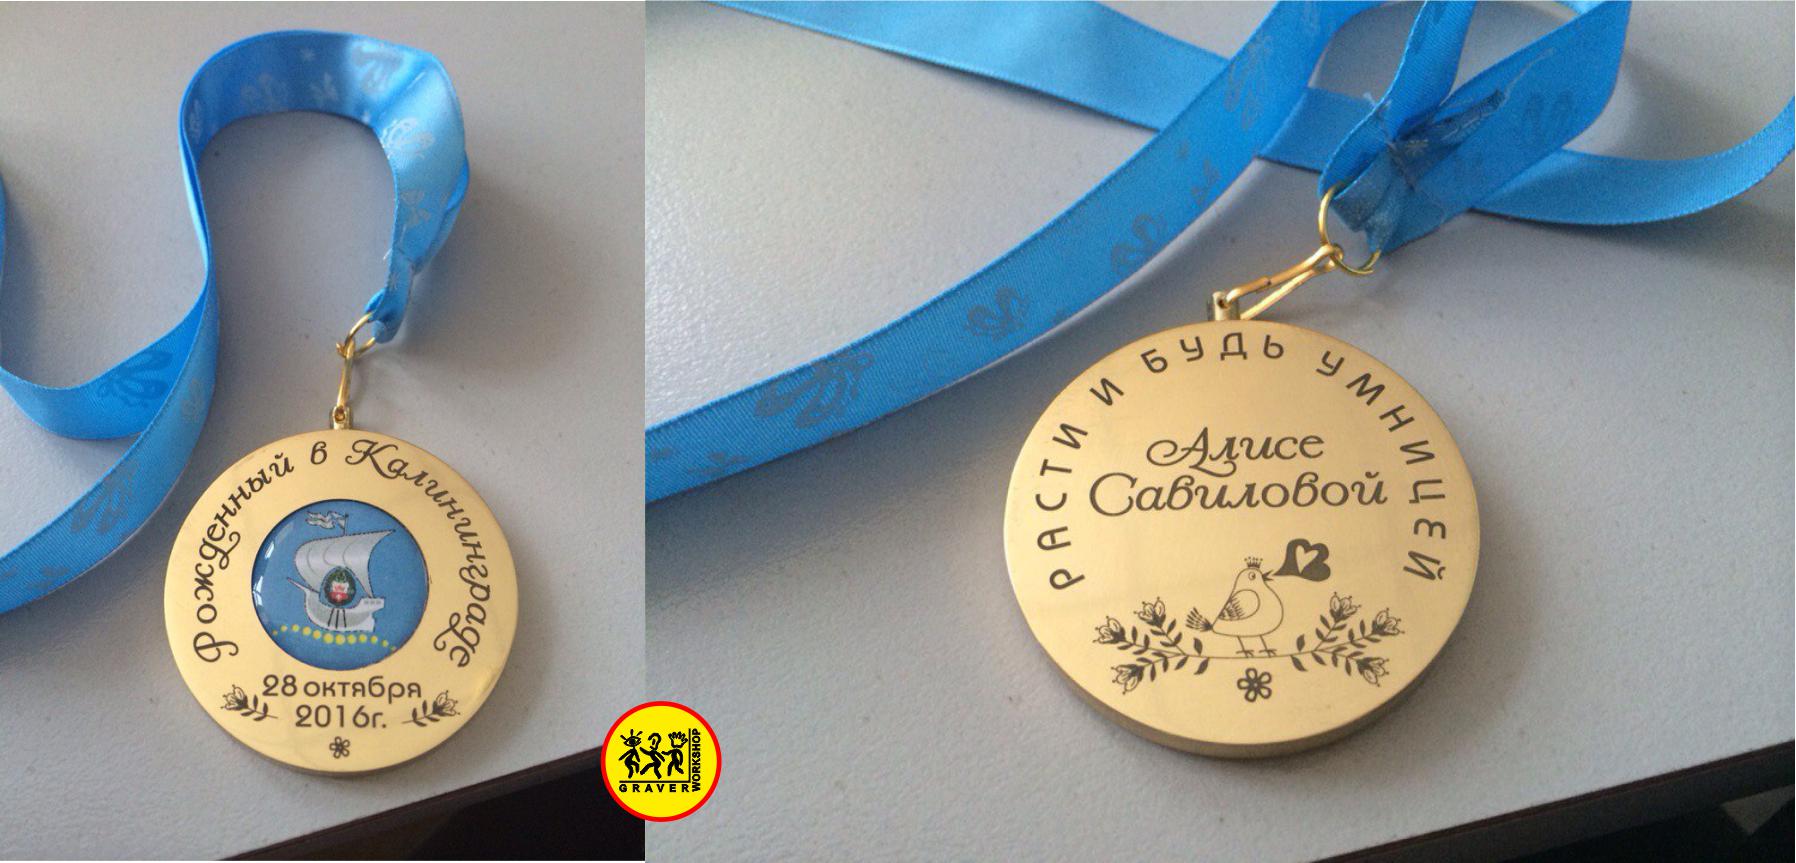 Рожденный в Калининграде
28 октября
2016г.
РАСТИ И БУДЬ УМНИЦЕЙ
Алисе
Савиловой
GRAVER
WORKSHOP